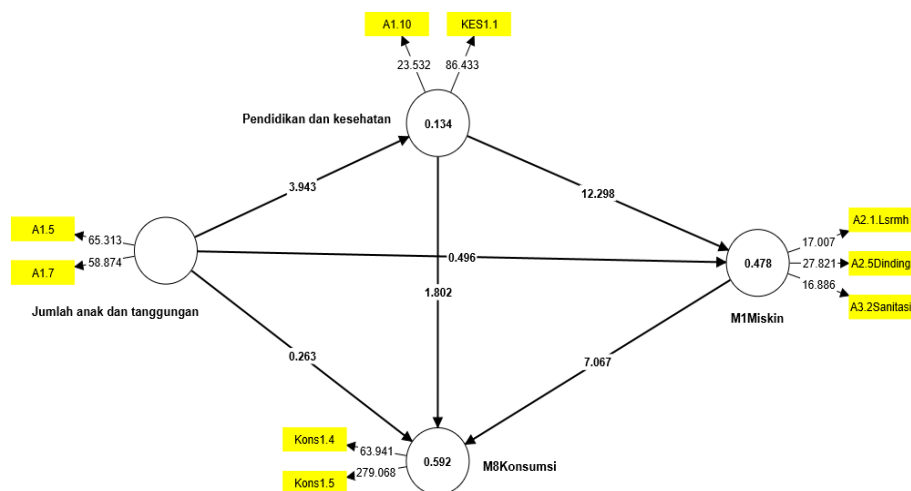 A1.10
KES1.1
23.532
86.433
Pendidikan dan kesehatan
0.134
3.943
12.298
A1.5
65.313
A1.7
58.874
Jumlah anak dan tanggungan
0.496
1.802
0.263
7.067
0.478
M1Miskin
17.007
A2.1.Lsrmh
27.821
A2.5Dinding
16.886
A3.2Sanitasi
Kons1.4
63.941
Kons1.5
279.068
0.592
M8Konsumsi